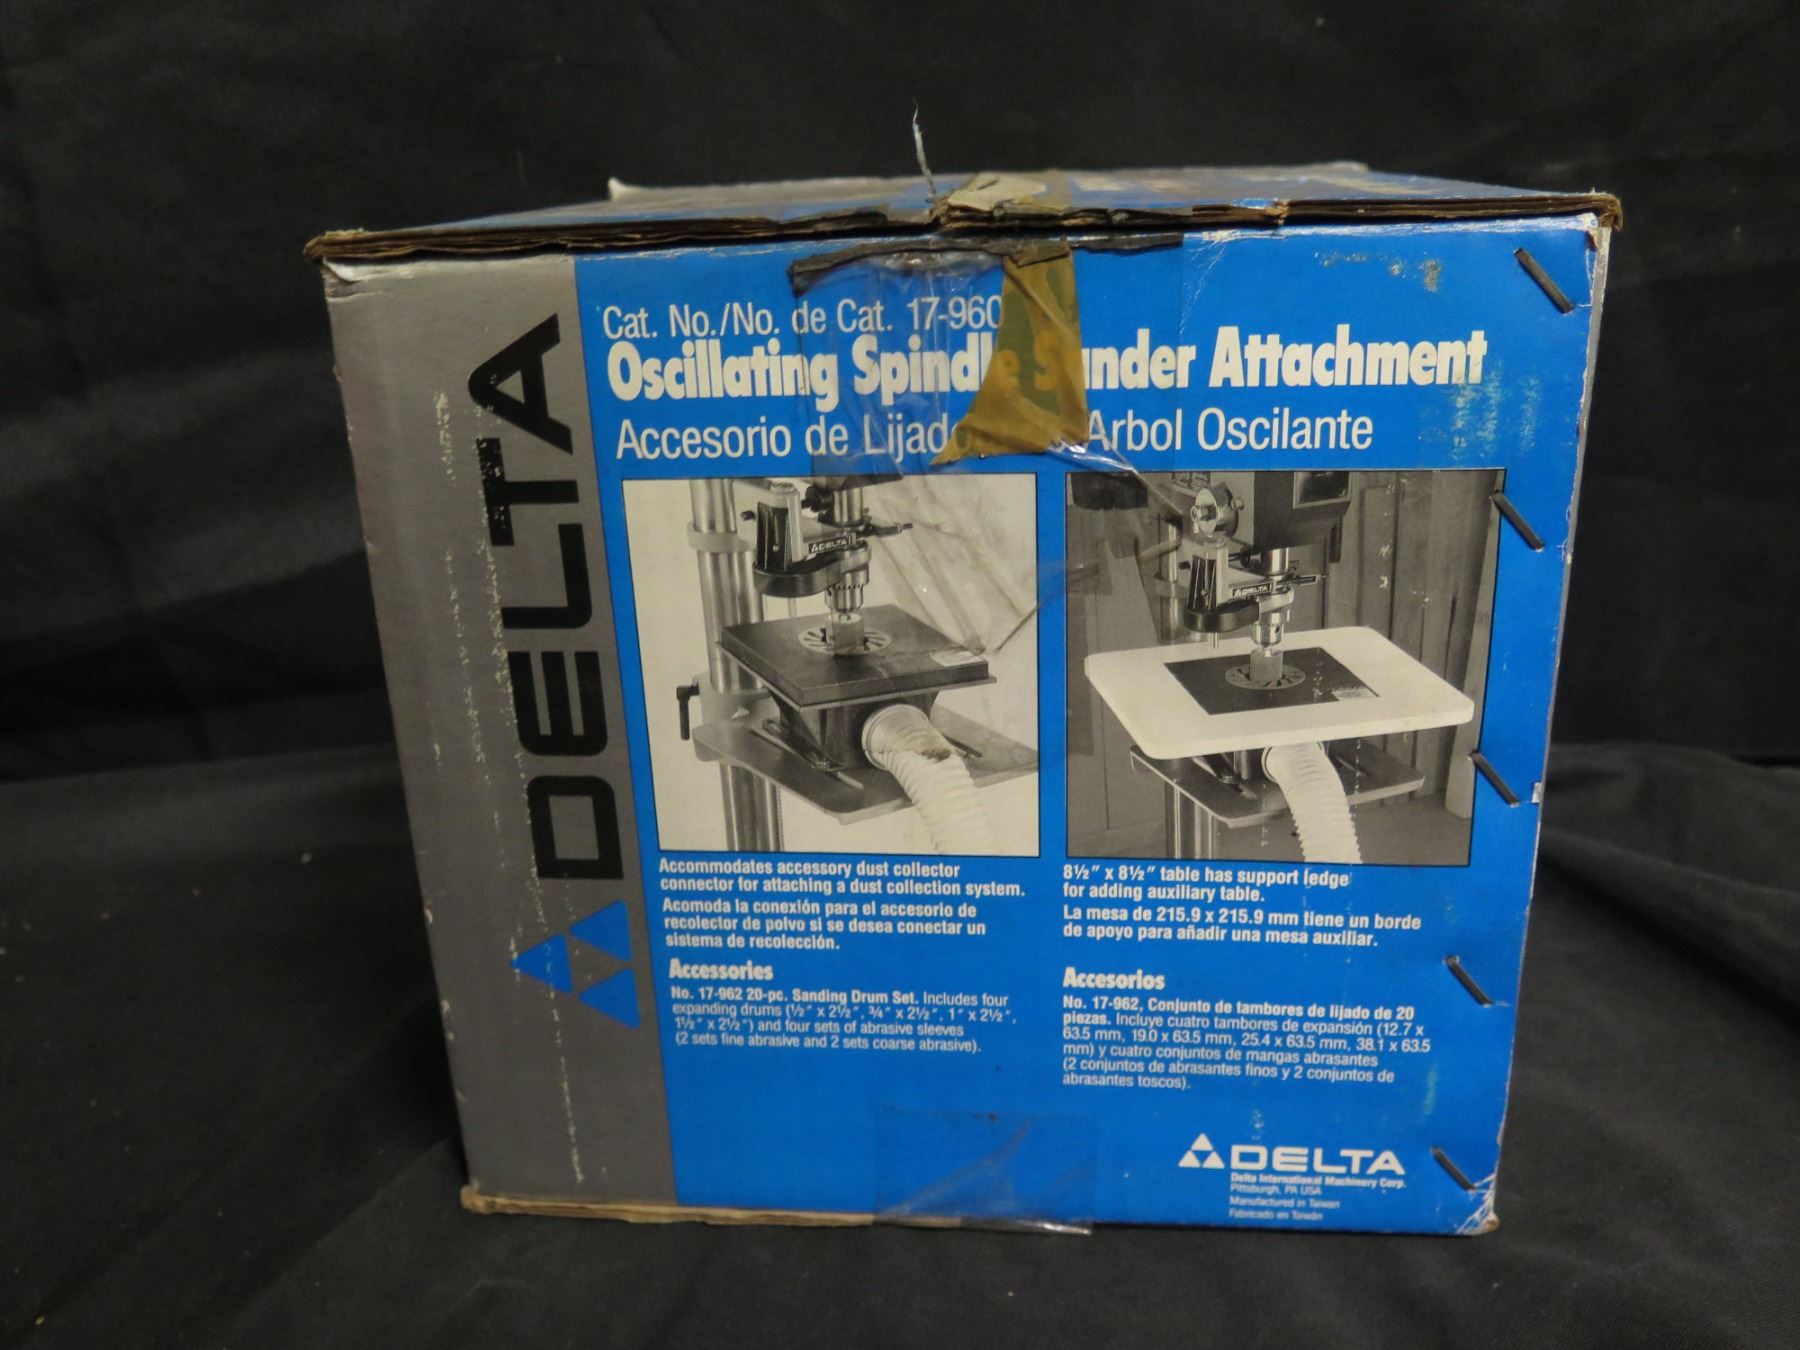 DELTA
Cat. No./No. de Cat. 17-960
Oscillating Spindle Sander Attachment
Accesorio de Arbol Oscilante
DELTA
DELTA
Accommodates accessory dust collector
connector for attaching a dust collection system.
Acomoda la conexión para el accesorio de
recolector de polvo si se desea conectar un
sistema de recolección.
Accessories
No. 17-962 20-pc. Sanding Drum Set. Includes four
expanding drums (½" x 2½", ¾" x 2½", 1" x 2½",
1½" x 2½") and four sets of abrasive sleeves
(2 sets fine abrasive and 2 sets coarse abrasive).
8½" x 8½" table has support ledge
for adding auxiliary table.
La mesa de 215.9 x 215.9 mm tiene un borde
de apoyo para añadir una mesa auxiliar.
Accesorios
No. 17-962, Conjunto de tambores de lijado de 20
piezas. Incluye cuatro tambores de expansión (12.7 x
63.5 mm, 19.0 x 63.5 mm, 25.4 x 63.5 mm, 38.1 x 63.5
mm) y cuatro conjuntos de mangas abrasantes
(2 conjuntos de abrasantes finos y 2 conjuntos de
abrasantes toscos).
DELTA
Delta International Machinery Corp.
Pittsburgh, PA USA
Manufactured in Taiwan
Fabricado en Taiwán